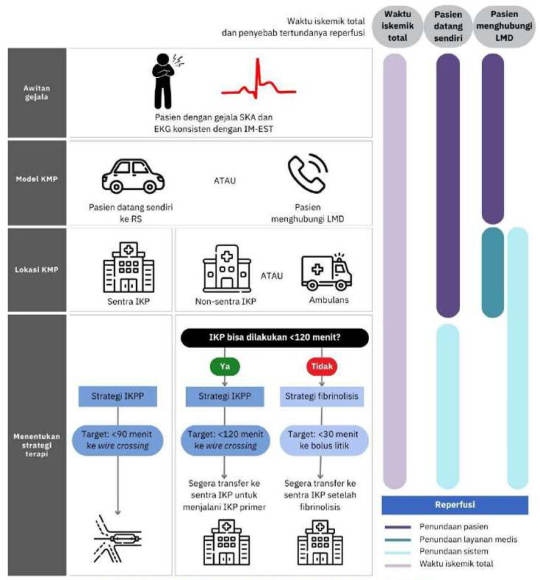 Waktu iskemik total
dan penyebab tertundanya reperfusi
Waktu
iskemik
total
Pasien
datang
sendiri
Pasien
menghubungi
LMD
Awitan
gejala
Pasien dengan gejala SKA dan
EKG konsisten dengan IM-EST
Model KMP
ATAU
Pasien datang sendiri
ke RS
Pasien
menghubungi LMD
Lokasi KMP
ATAU
Sentra IKP
Non-sentra IKP
Ambulans
Menentukan
strategi
terapi
IKP bisa dilakukan <120 menit?
Ya
Tidak
Strategi IKPP
Strategi IKPP
Strategi fibrinolisis
Target: <90 menit
ke wire crossing
Target: <120 menit
ke wire crossing
Target: <30 menit
ke bolus litik
Segera transfer ke
sentra IKP untuk
menjalani IKP primer
Segera transfer ke
sentra IKP setelah
fibrinolisis
Reperfusi
Penundaan pasien
Penundaan layanan medis
Penundaan sistem
Waktu iskemik total